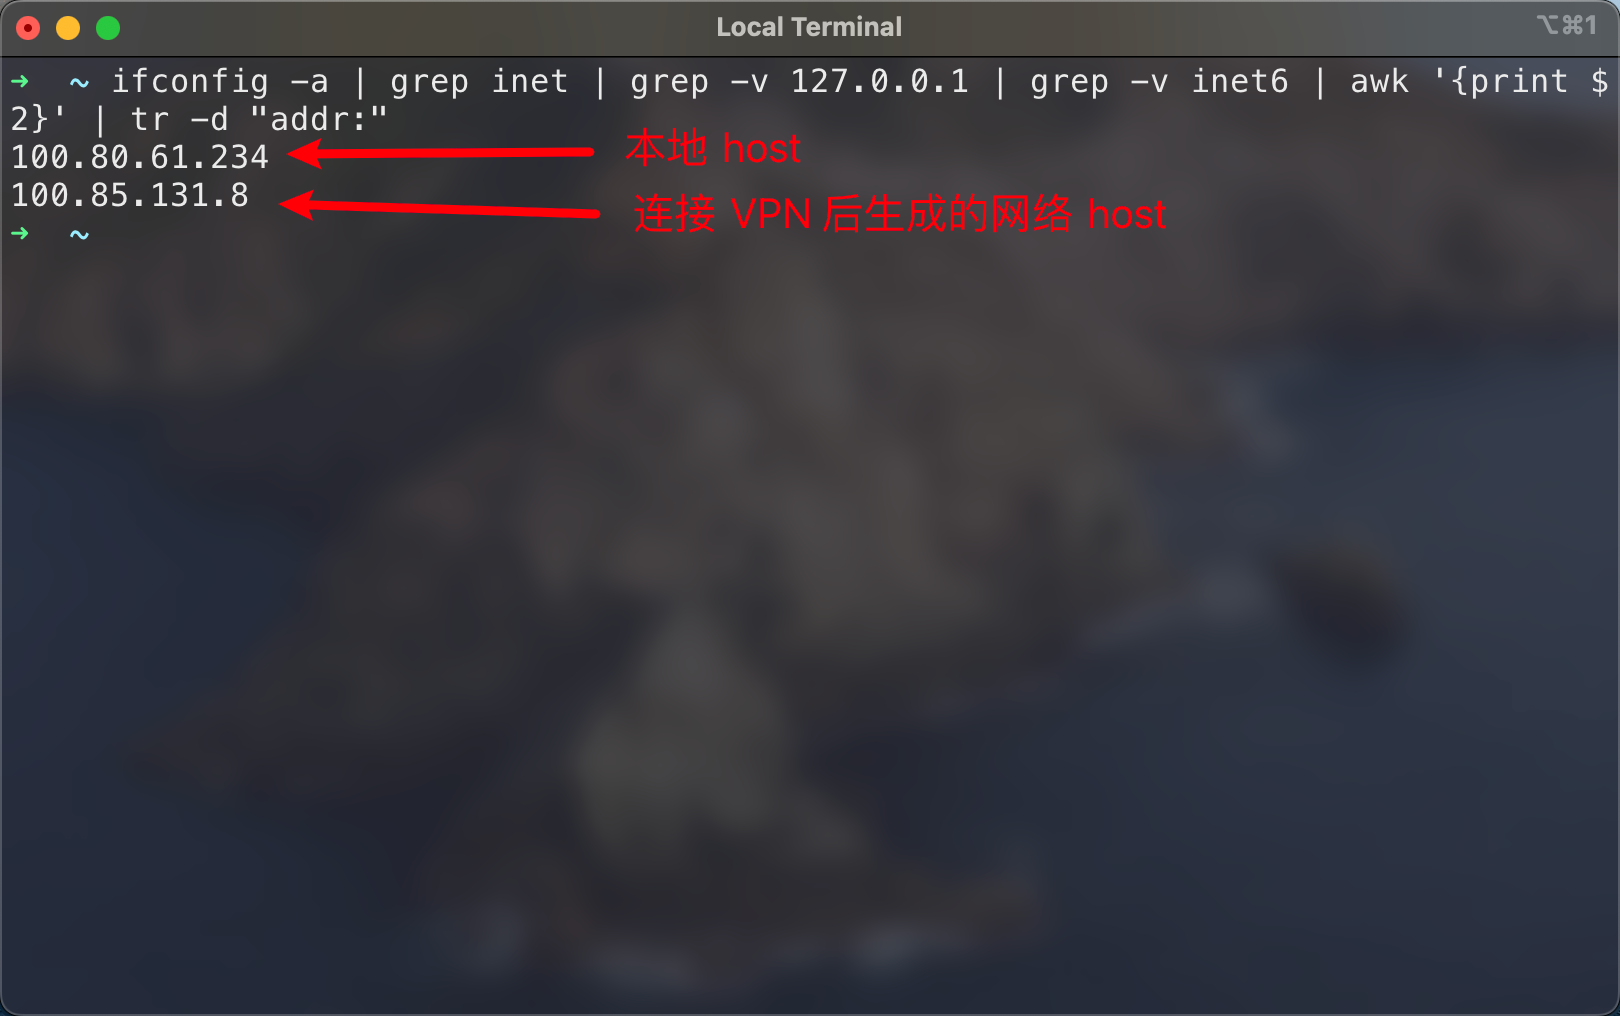 Local Terminal ⌥⌘1
➜ ~ ifconfig -a | grep inet | grep -v 127.0.0.1 | grep -v inet6 | awk '{print $
2}' | tr -d "addr:"
100.80.61.234 本地 host
100.85.131.8 连接 VPN 后生成的网络 host
➜ ~